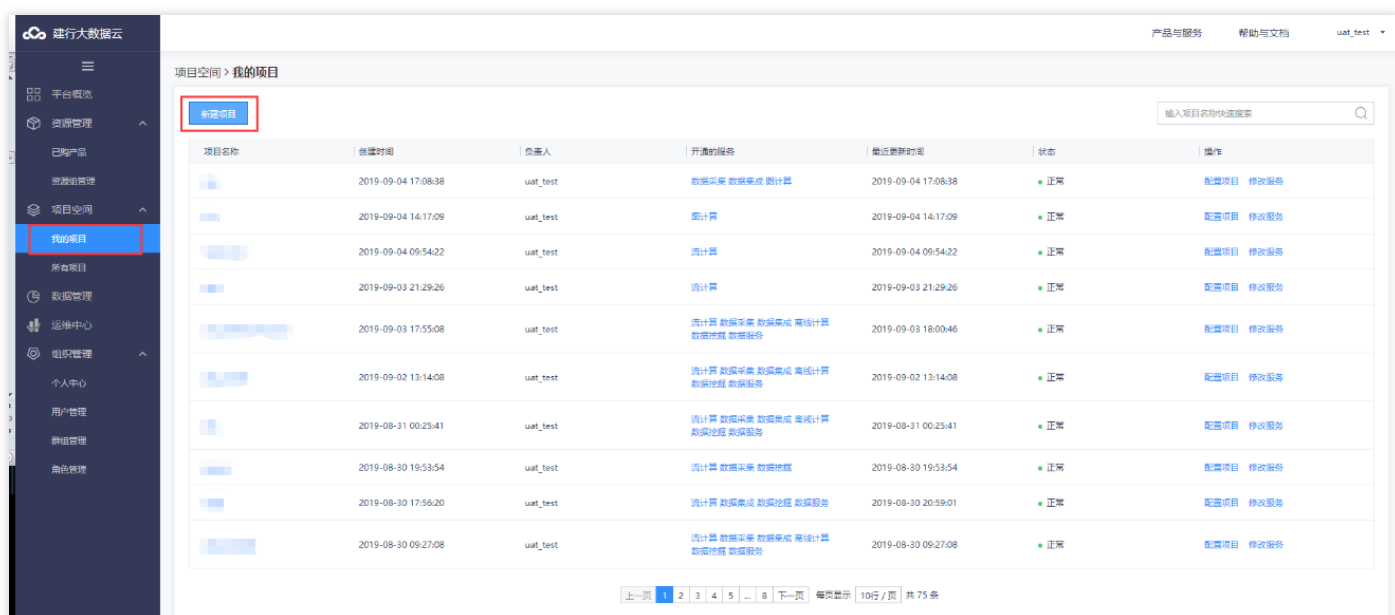 建行大数据云
产品与服务 帮助与文档 uat_test
项目空间 > 我的项目
平台概览
资源管理
已购产品
资源组管理
项目空间
我的项目
所有项目
数据管理
运维中心
组织管理
个人中心
用户管理
群组管理
角色管理
新建项目
输入项目名称快速搜索
项目名称 创建时间 负责人 开通的服务 最近更新时间 状态 操作
2019-09-04 17:08:38 uat_test 数据采集 数据集成 图计算 2019-09-04 17:08:38 正常 配置项目 修改服务
2019-09-04 14:17:09 uat_test 图计算 2019-09-04 14:17:09 正常 配置项目 修改服务
2019-09-04 09:54:22 uat_test 流计算 2019-09-04 09:54:22 正常 配置项目 修改服务
2019-09-03 21:29:26 uat_test 流计算 2019-09-03 21:29:26 正常 配置项目 修改服务
2019-09-03 17:55:08 uat_test 流计算 数据采集 数据集成 离线计算 2019-09-03 18:00:46 正常 配置项目 修改服务
数据挖掘 数据服务
2019-09-02 13:14:08 uat_test 流计算 数据采集 数据集成 离线计算 2019-09-02 13:14:08 正常 配置项目 修改服务
数据挖掘 数据服务
2019-08-31 00:25:41 uat_test 流计算 数据采集 数据集成 离线计算 2019-08-31 00:25:41 正常 配置项目 修改服务
数据挖掘 数据服务
2019-08-30 19:53:54 uat_test 流计算 数据采集 数据挖掘 2019-08-30 19:53:54 正常 配置项目 修改服务
2019-08-30 17:56:20 uat_test 流计算 数据集成 数据挖掘 数据服务 2019-08-30 20:59:01 正常 配置项目 修改服务
2019-08-30 09:27:08 uat_test 流计算 数据采集 数据集成 离线计算 2019-08-30 09:27:08 正常 配置项目 修改服务
数据挖掘 数据服务
上一页 1 2 3 4 5 ... 8 下一页 每页显示 10行 / 页 共 75 条